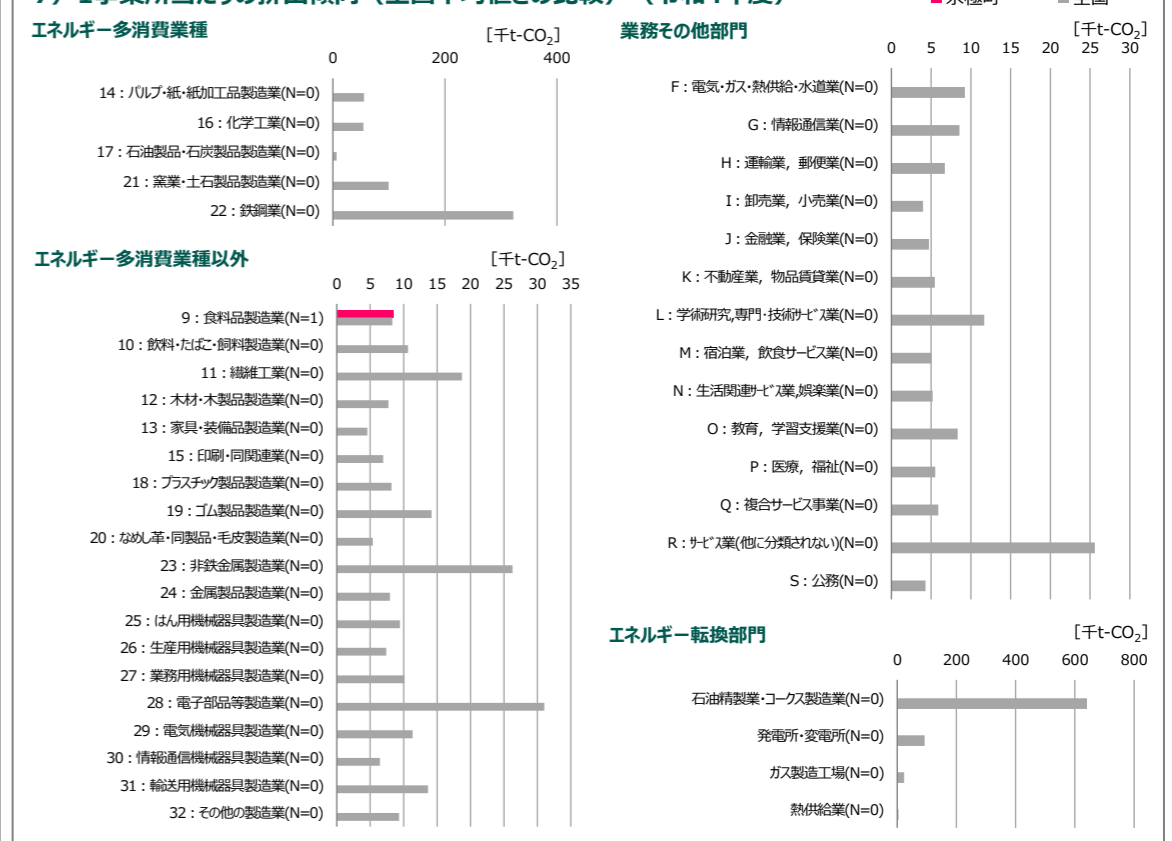 エネルギー多消費業種
[千t-CO2]
0 200 400
14：パルプ・紙・紙加工品製造業(N=0)
16：化学工業(N=0)
17：石油製品・石炭製品製造業(N=0)
21：窯業・土石製品製造業(N=0)
22：鉄鋼業(N=0)
エネルギー多消費業種以外
[千t-CO2]
0 5 10 15 20 25 30 35
9：食料品製造業(N=1)
10：飲料・たばこ・飼料製造業(N=0)
11：繊維工業(N=0)
12：木材・木製品製造業(N=0)
13：家具・装備品製造業(N=0)
15：印刷・同関連業(N=0)
18：プラスチック製品製造業(N=0)
19：ゴム製品製造業(N=0)
20：なめし革・同製品・毛皮製造業(N=0)
23：非鉄金属製造業(N=0)
24：金属製品製造業(N=0)
25：はん用機械器具製造業(N=0)
26：生産用機械器具製造業(N=0)
27：業務用機械器具製造業(N=0)
28：電子部品等製造業(N=0)
29：電気機械器具製造業(N=0)
30：情報通信機械器具製造業(N=0)
31：輸送用機械器具製造業(N=0)
32：その他の製造業(N=0)
業務その他部門
[千t-CO2]
0 5 10 15 20 25 30
F：電気・ガス・熱供給・水道業(N=0)
G：情報通信業(N=0)
H：運輸業，郵便業(N=0)
I：卸売業，小売業(N=0)
J：金融業，保険業(N=0)
K：不動産業，物品賃貸業(N=0)
L：学術研究,専門・技術サービス業(N=0)
M：宿泊業，飲食サービス業(N=0)
N：生活関連サービス業,娯楽業(N=0)
O：教育，学習支援業(N=0)
P：医療，福祉(N=0)
Q：複合サービス事業(N=0)
R：サービス業(他に分類されない)(N=0)
S：公務(N=0)
エネルギー転換部門
[千t-CO2]
0 200 400 600 800
石油精製業・コークス製造業(N=0)
発電所・変電所(N=0)
ガス製造工場(N=0)
熱供給業(N=0)